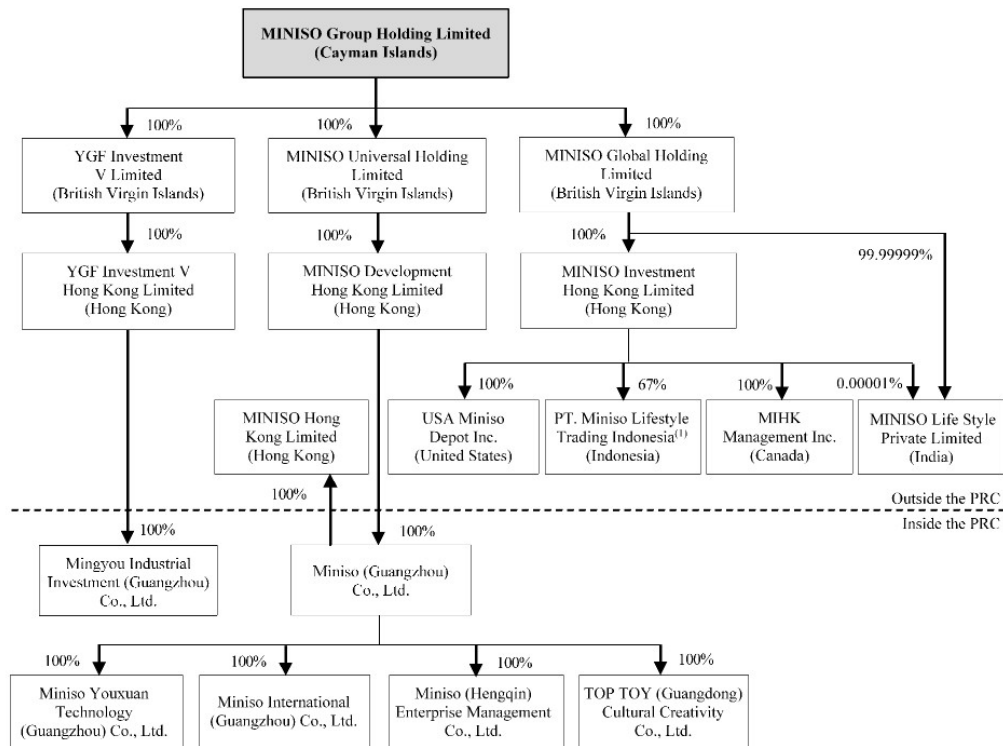 MINISO Group Holding Limited
(Cayman Islands)
100%
100%
100%
YGF Investment
V Limited
(British Virgin Islands)
MINISO Universal Holding
Limited
(British Virgin Islands)
MINISO Global Holding
Limited
(British Virgin Islands)
100%
100%
100%
99.99999%
YGF Investment V
Hong Kong Limited
(Hong Kong)
MINISO Development
Hong Kong Limited
(Hong Kong)
MINISO Investment
Hong Kong Limited
(Hong Kong)
100%
67%
100%
0.00001%
MINISO Hong
Kong Limited
(Hong Kong)
USA Miniso
Depot Inc.
(United States)
PT. Miniso Lifestyle
Trading Indonesia(1)
(Indonesia)
MIHK
Management Inc.
(Canada)
MINISO Life Style
Private Limited
(India)
100%
Outside the PRC
Inside the PRC
100%
100%
Mingyou Industrial
Investment (Guangzhou)
Co., Ltd.
Miniso (Guangzhou)
Co., Ltd.
100%
100%
100%
100%
Miniso Youxuan
Technology
(Guangzhou) Co., Ltd.
Miniso International
(Guangzhou) Co., Ltd.
Miniso (Hengqin)
Enterprise Management
Co., Ltd.
TOP TOY (Guangdong)
Cultural Creativity
Co., Ltd.